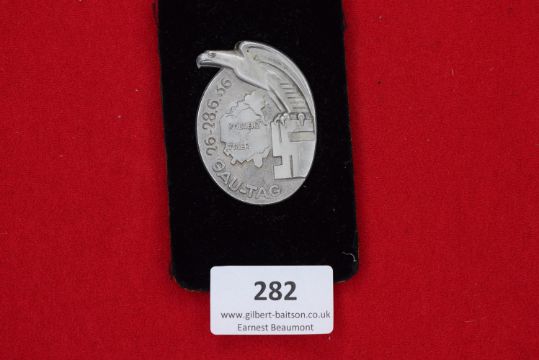 26-28.6.36
GAU-TAG
282
www.gilbert-baitson.co.uk
Earnest Beaumont